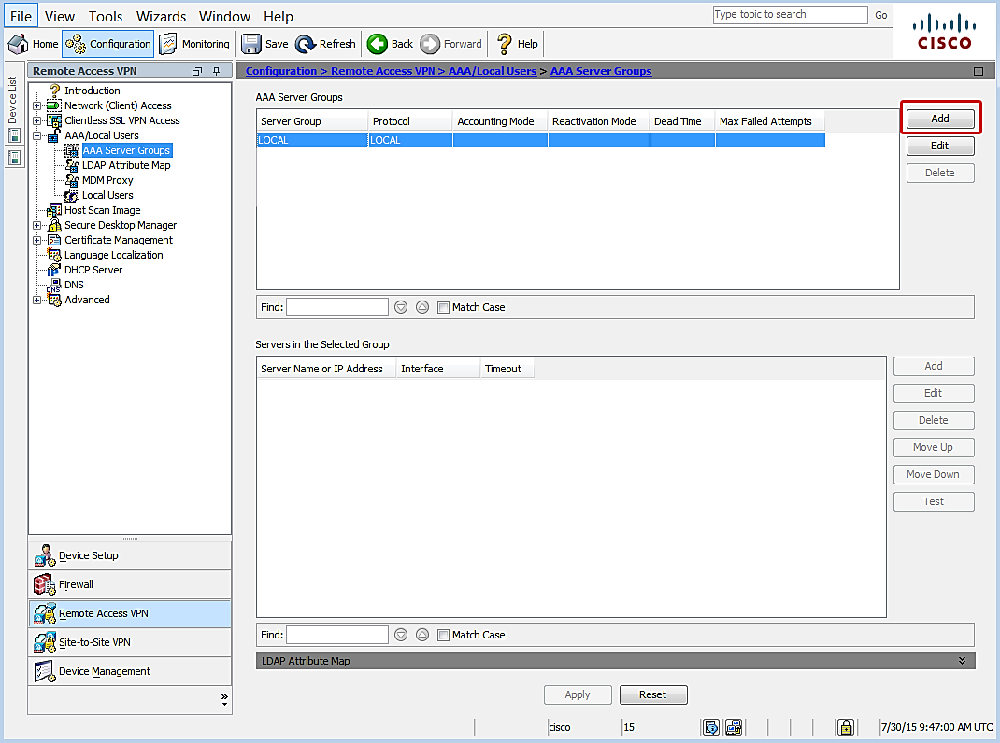 File View Tools Wizards Window Help
Type topic to search Go
CISCO
Home Configuration Monitoring Save Refresh Back Forward Help
Device List
Remote Access VPN
Configuration > Remote Access VPN > AAA/Local Users > AAA Server Groups
Introduction
Network (Client) Access
Clientless SSL VPN Access
AAA/Local Users
AAA Server Groups
LDAP Attribute Map
MDM Proxy
Local Users
Host Scan Image
Secure Desktop Manager
Certificate Management
Language Localization
DHCP Server
DNS
DNS
Advanced
Device Setup
Firewall
Remote Access VPN
Site-to-Site VPN
Device Management
AAA Server Groups
Server Group Protocol Accounting Mode Reactivation Mode Dead Time Max Failed Attempts
LOCAL LOCAL
Add
Edit
Delete
Find: Match Case
Servers in the Selected Group
Server Name or IP Address Interface Timeout
Add
Edit
Delete
Move Up
Move Down
Test
Find: Match Case
LDAP Attribute Map
Apply Reset
cisco 15 7/30/15 9:47:00 AM UTC